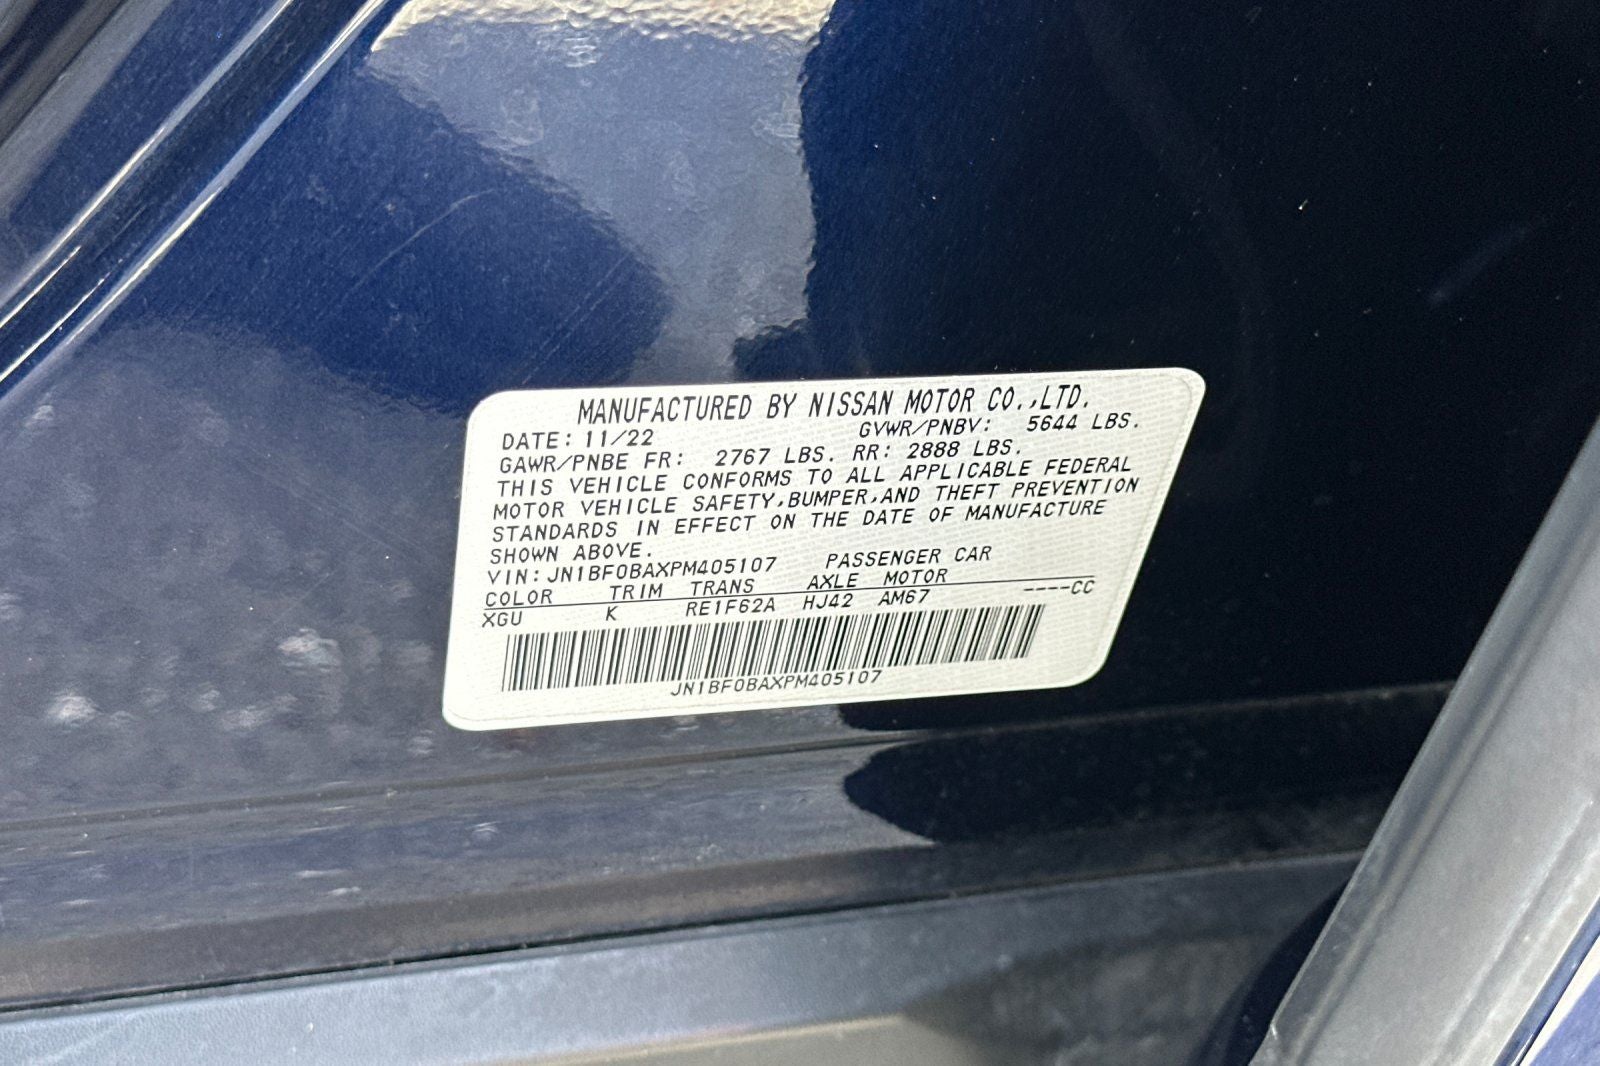 MANUFACTURED BY NISSAN MOTOR CO.,LTD.
DATE: 11/22 GVWR/PNBV: 5644 LBS.
GAWR/PNBE FR: 2767 LBS. RR: 2888 LBS.
THIS VEHICLE CONFORMS TO ALL APPLICABLE FEDERAL
MOTOR VEHICLE SAFETY,BUMPER,AND THEFT PREVENTION
STANDARDS IN EFFECT ON THE DATE OF MANUFACTURE
SHOWN ABOVE.
VIN:JN1BF0BAXPM405107 PASSENGER CAR
COLOR TRIM TRANS AXLE MOTOR
XGU K RE1F62A HJ42 AM67 ----CC
JN1BF0BAXPM405107